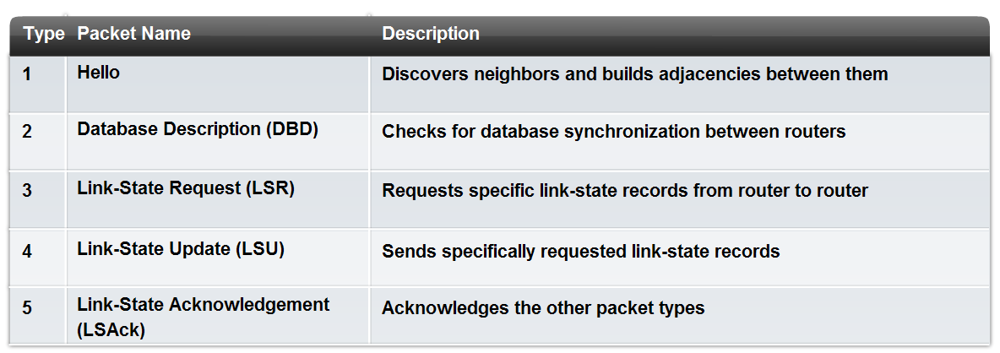 Type Packet Name Description
1 Hello Discovers neighbors and builds adjacencies between them
2 Database Description (DBD) Checks for database synchronization between routers
3 Link-State Request (LSR) Requests specific link-state records from router to router
4 Link-State Update (LSU) Sends specifically requested link-state records
5 Link-State Acknowledgement Acknowledges the other packet types
(LSAck)